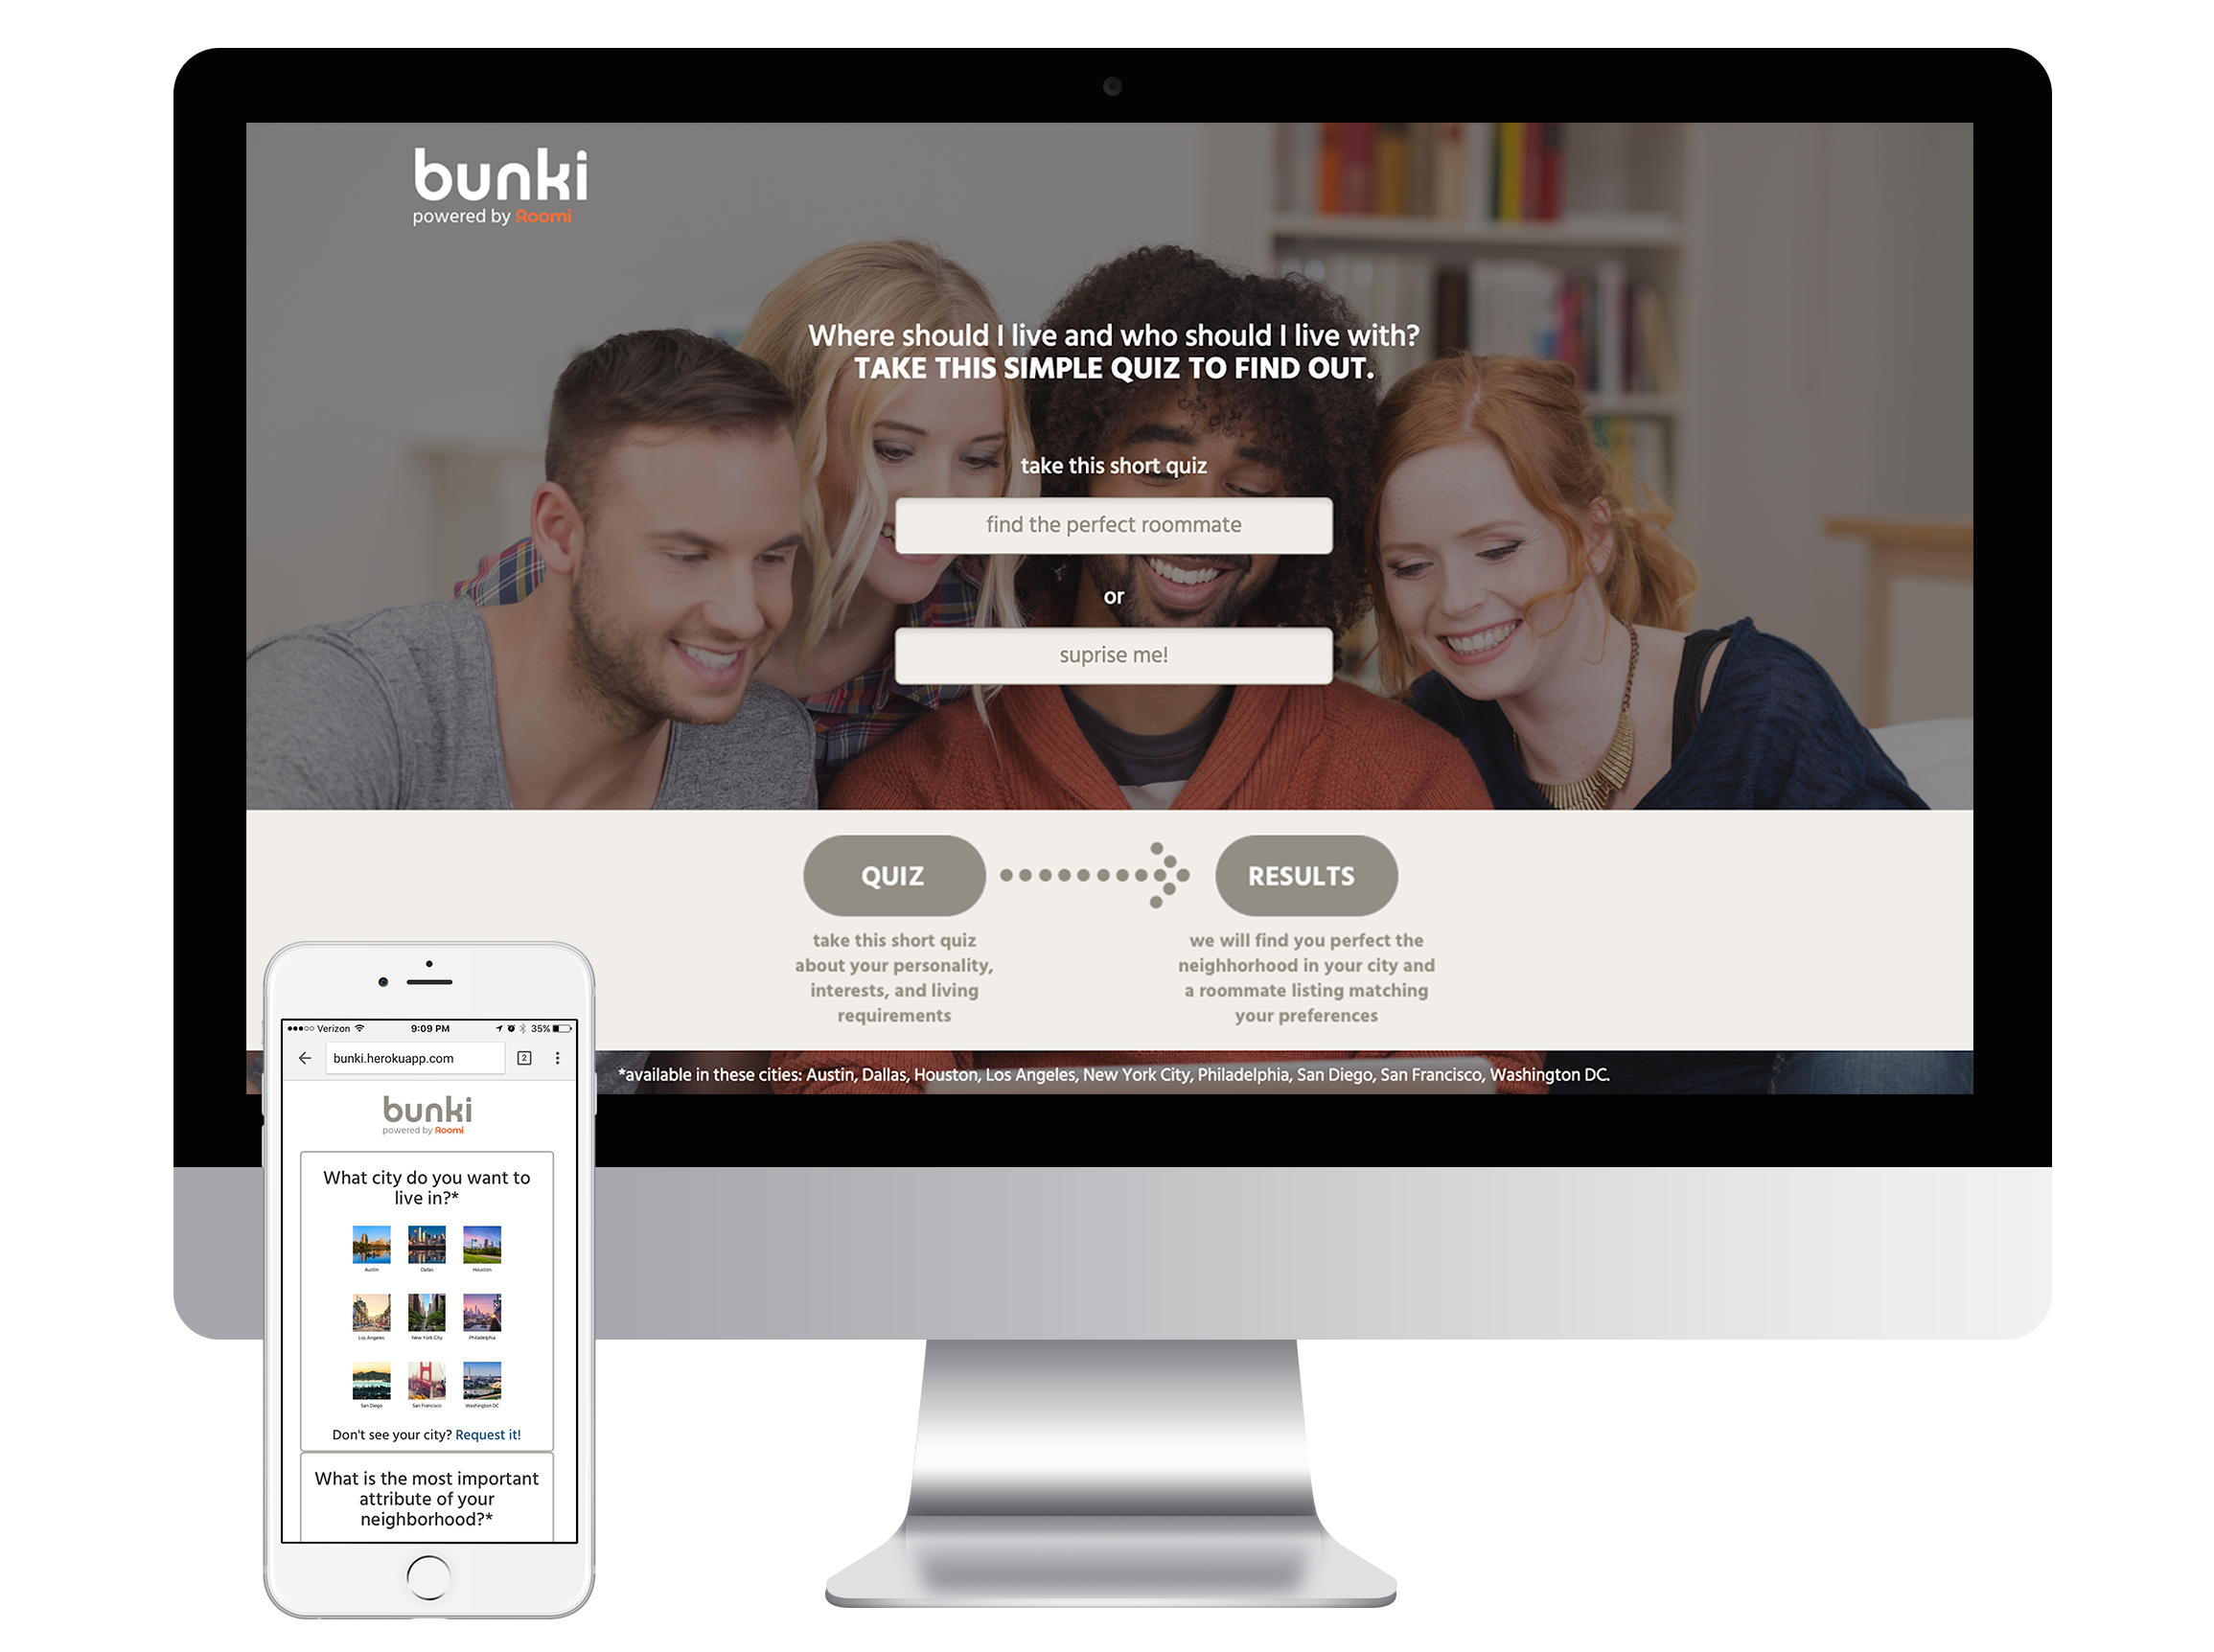 bunki
powered by Roomi
Where should I live and who should I live with?
TAKE THIS SIMPLE QUIZ TO FIND OUT.
take this short quiz
find the perfect roommate
or
suprise me!
QUIZ
RESULTS
take this short quiz
about your personality,
interests, and living
requirements
we will find you perfect the
neighhorhood in your city and
a roommate listing matching
your preferences
*available in these cities: Austin, Dallas, Houston, Los Angeles, New York City, Philadelphia, San Diego, San Francisco, Washington DC.
Verizon 9:09 PM 35%
bunki.herokuapp.com 2
bunki
powered by Roomi
What city do you want to
live in?*
Austin Dallas Houston
Los Angeles New York City Philadelphia
San Diego San Francisco Washington DC
Don't see your city? Request it!
What is the most important
attribute of your
neighborhood?*